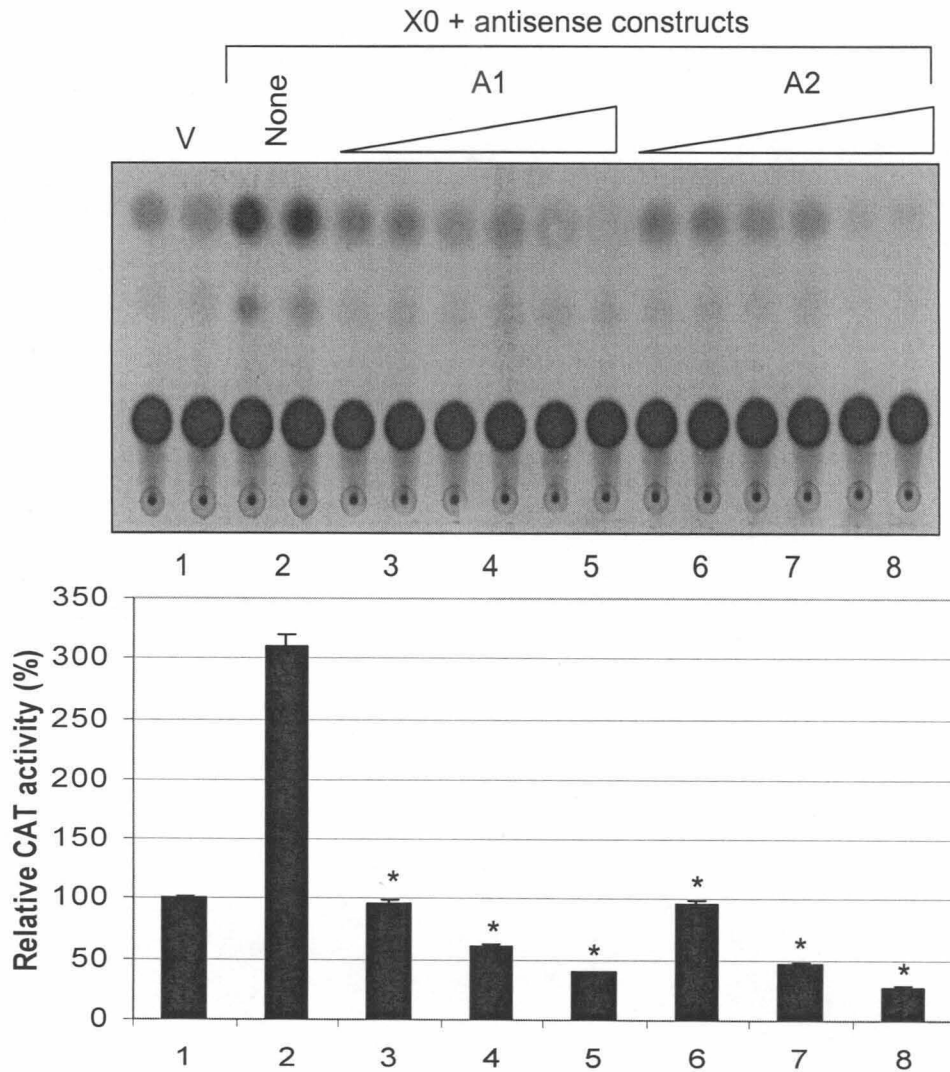 X0 + antisense constructs
V
None
A1
A2
1 2 3 4 5 6 7 8
Relative CAT activity (%)
350
300
250
200
150
100
50
0
* * * * * *
1 2 3 4 5 6 7 8